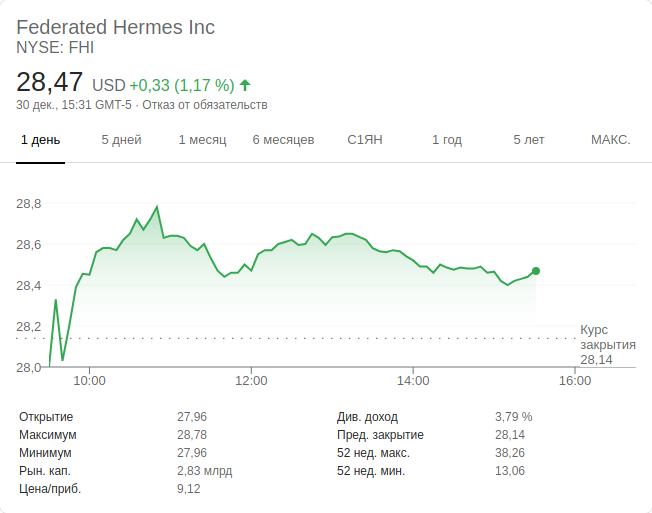 Federated Hermes Inc
NYSE: FHI
28,47 USD +0,33 (1,17 %)
30 дек., 15:31 GMT-5 · Отказ от обязательств
1 день 5 дней 1 месяц 6 месяцев С1ЯН 1 год 5 лет МАКС.
28,8
28,6
28,4
28,2
28,0
Курс
закрытия
28,14
10:00 12:00 14:00 16:00
Открытие 27,96 Див. доход 3,79 %
Максимум 28,78 Пред. закрытие 28,14
Минимум 27,96 52 нед. макс. 38,26
Рын. кап. 2,83 млрд 52 нед. мин. 13,06
Цена/приб. 9,12